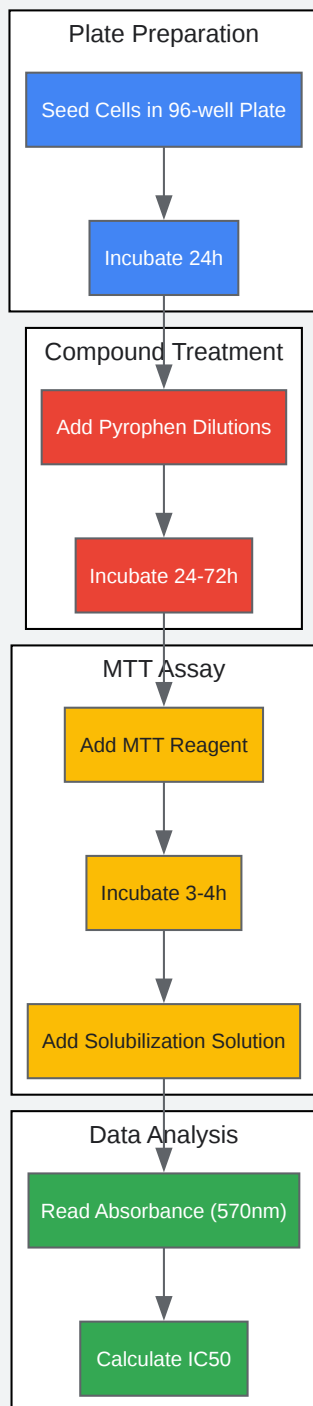 Plate Preparation
Seed Cells in 96-well Plate
Incubate 24h
Compound Treatment
Add Pyrophen Dilutions
Incubate 24-72h
MTT Assay
Add MTT Reagent
Incubate 3-4h
Add Solubilization Solution
Data Analysis
Read Absorbance (570nm)
Calculate IC50